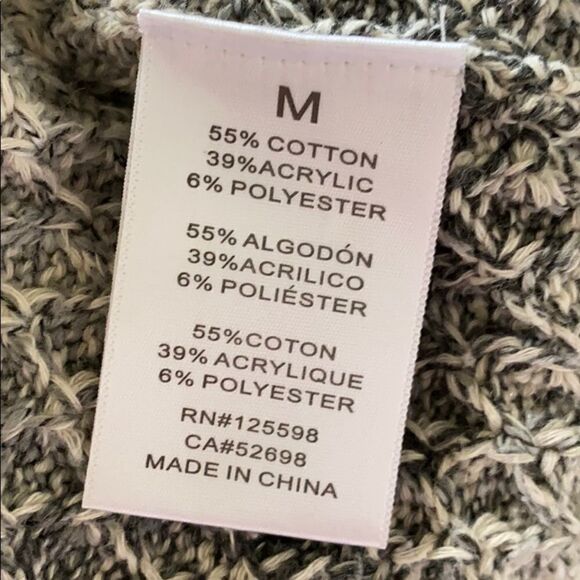 M
55% COTTON
39%ACRYLIC
6% POLYESTER
55% ALGODÓN
39%ACRILICO
6% POLIÉSTER
55%COTON
39% ACRYLIQUE
6% POLYESTER
RN#125598
CA#52698
MADE IN CHINA